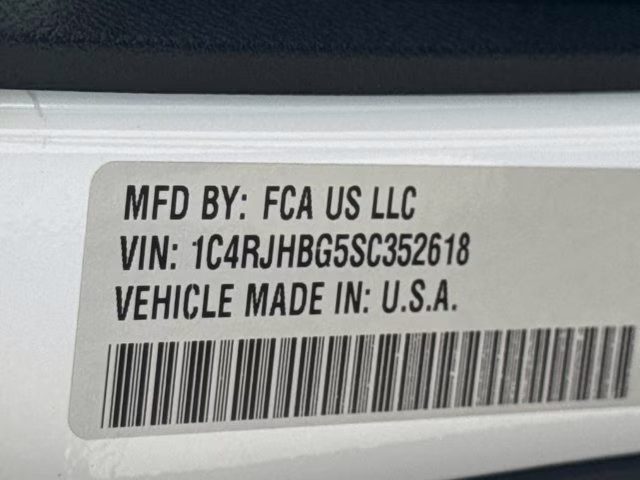 MFD BY: FCA US LLC
VIN: 1C4RJHBG5SC352618
VEHICLE MADE IN: U.S.A.